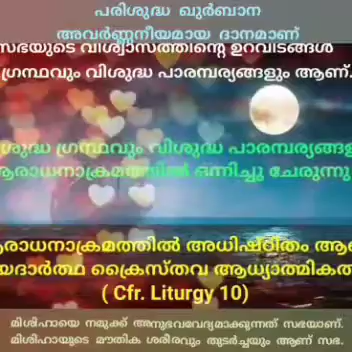 പരിശുദ്ധ ഖുർബാന
അവർണ്ണനീയമായ ദാനമാണ്
സഭയുടെ വിശ്വാസത്തിന്റെ ഉറവിടങ്ങൾ
ഗ്രന്ഥവും വിശുദ്ധ പാരമ്പര്യങ്ങളും ആണ്.
ശുദ്ധ ഗ്രന്ഥവും വിശുദ്ധ പാരമ്പര്യങ്ങള
ആരാധനാക്രമത്തിൽ ഒന്നിച്ചു ചേരുന്നു
ആരാധനാക്രമത്തിൽ അധിഷ്ഠിതം ആണ
യദാർത്ഥ ക്രൈസ്തവ ആധ്യാത്മികത
( Cfr. Liturgy 10)
മിശിഹായെ നമുക്ക് അനുഭവവേദ്യമാക്കുന്നത് സഭയാണ്.
മിശിഹായുടെ മൗതിക ശരീരവും തുടർച്ചയും ആണ് സഭ.